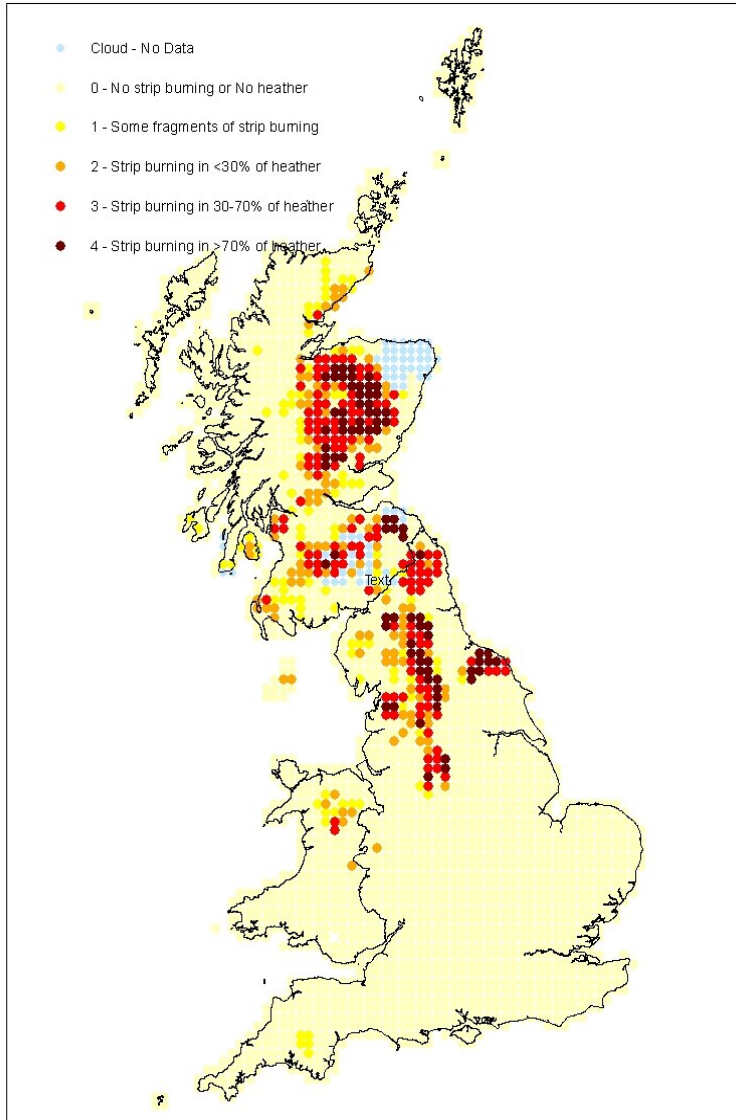 Cloud - No Data
0 - No strip burning or No heather
1 - Some fragments of strip burning
2 - Strip burning in <30% of heather
3 - Strip burning in 30-70% of heather
4 - Strip burning in >70% of heather
Text